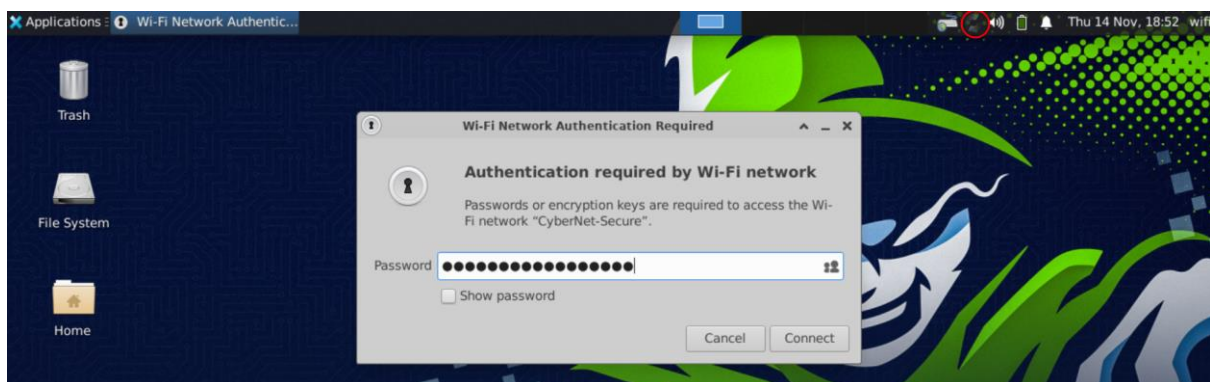 Applications
Wi-Fi Network Authentic...
Thu 14 Nov, 18:52
wifi
Trash
File System
Home
Wi-Fi Network Authentication Required
Authentication required by Wi-Fi network
Passwords or encryption keys are required to access the Wi-
Fi network “CyberNet-Secure”.
Password ●●●●●●●●●●●●●●●●●
Show password
Cancel
Connect